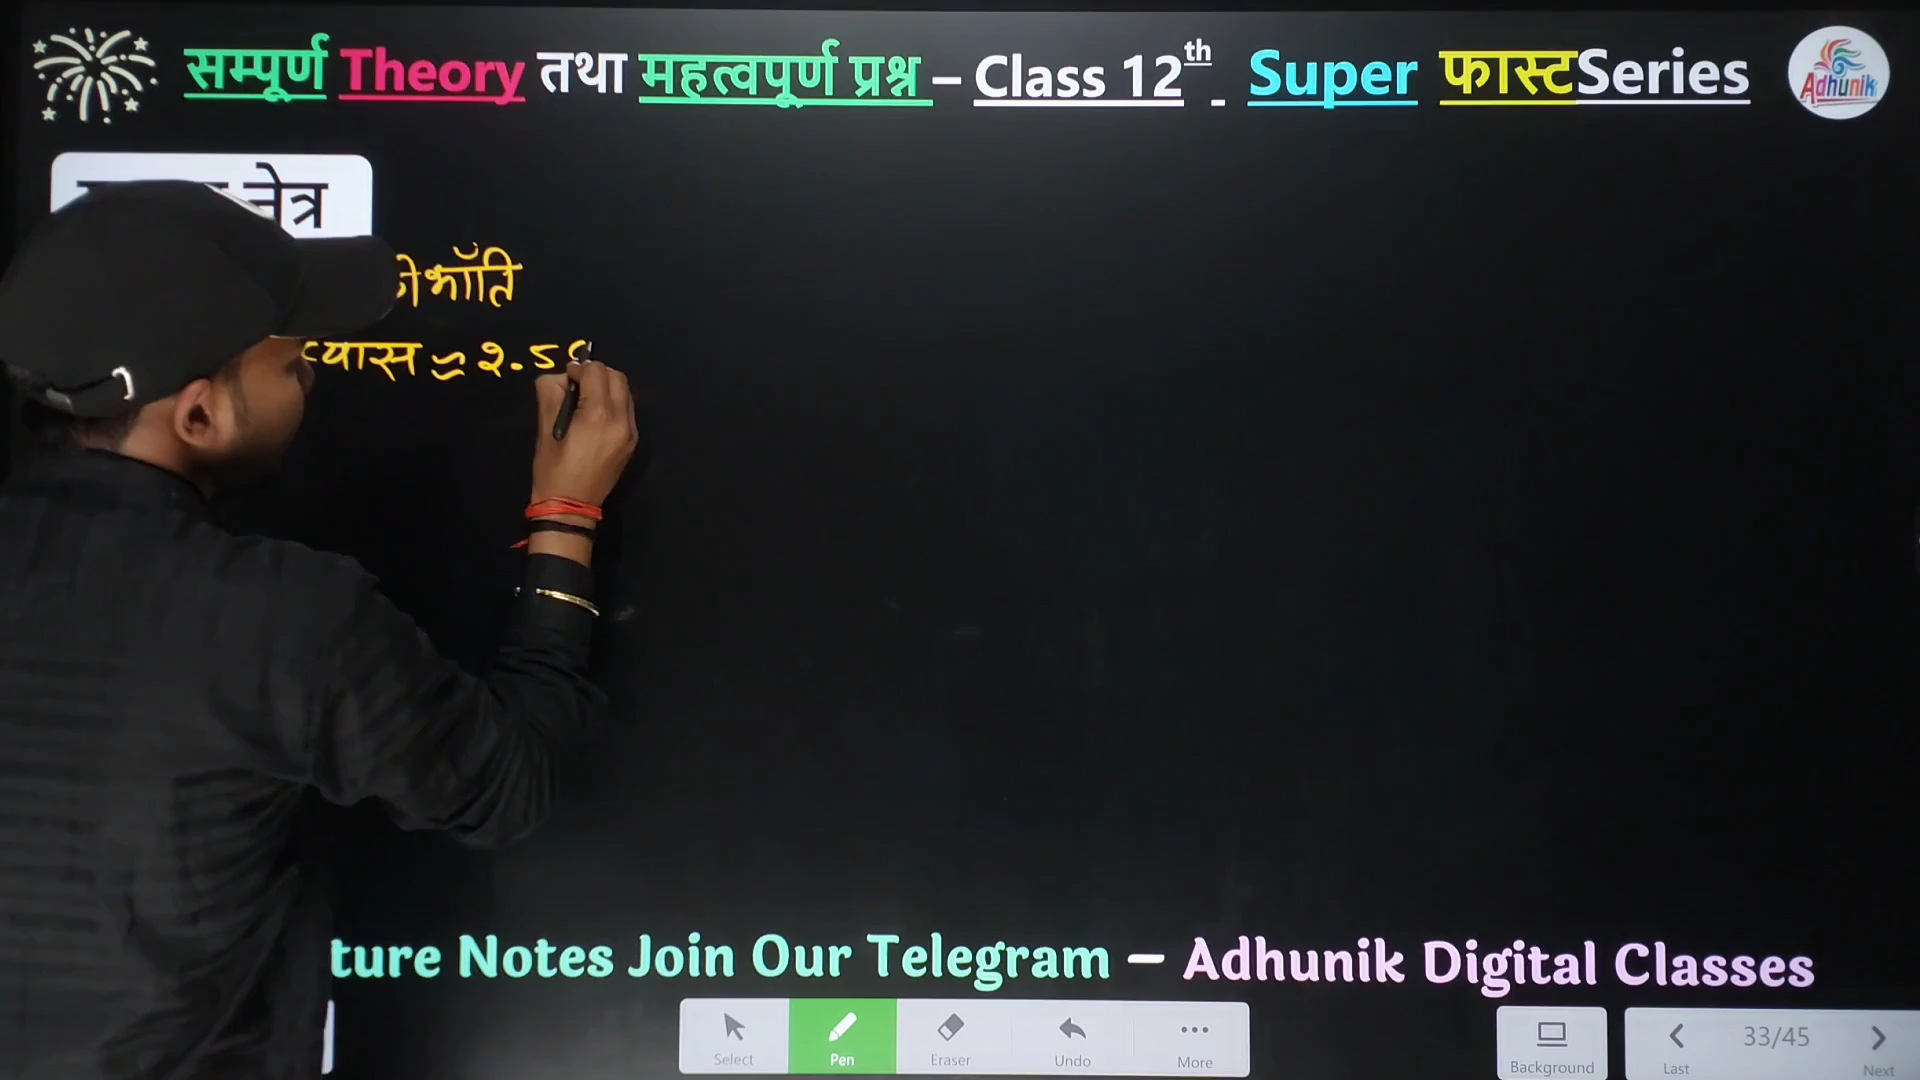 सम्पूर्ण Theory तथा महत्वपूर्ण प्रश्न – Class 12th - Super फास्टSeries
Adhunik
नेत्र
भाँति
व्यास ≈ २.५
ture Notes Join Our Telegram – Adhunik Digital Classes
Select Pen Eraser Undo More Background Last 33/45 Next